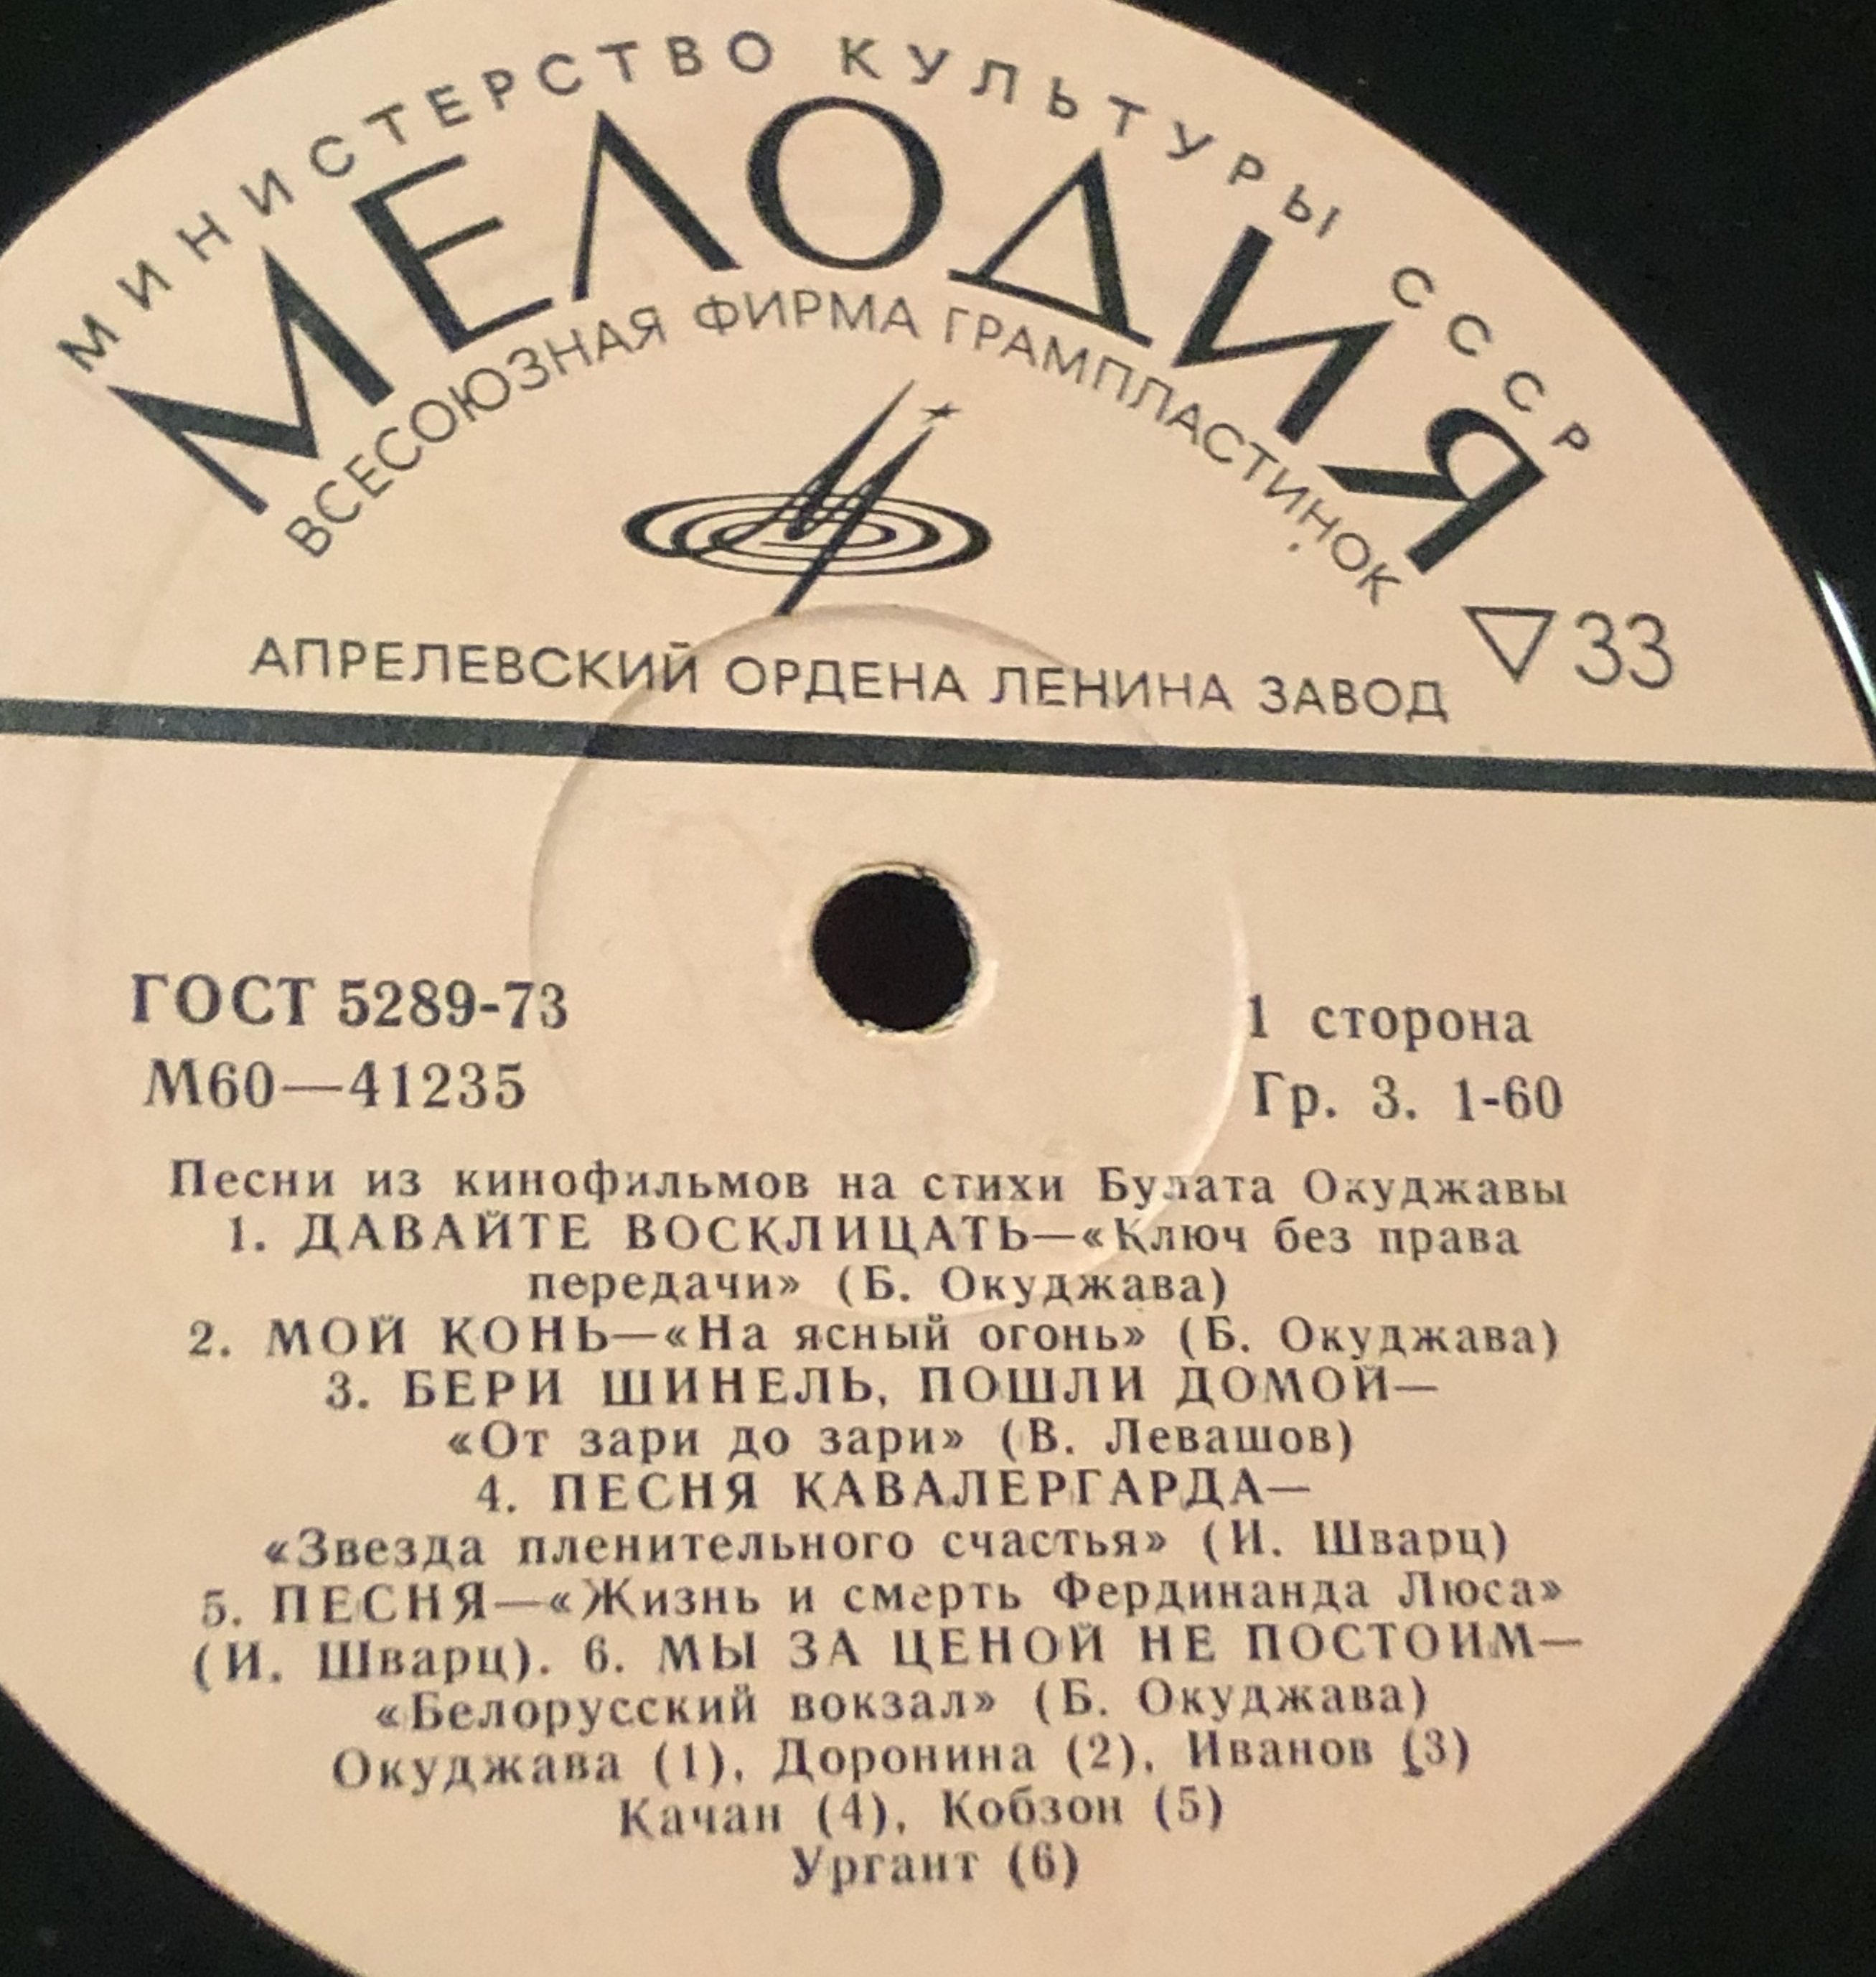 МИНИСТЕРСТВО КУЛЬТУРЫ СССР
МЕЛОДИЯ
ВСЕСОЮЗНАЯ ФИРМА ГРАМПЛАСТИНОК
АПРЕЛЕВСКИЙ ОРДЕНА ЛЕНИНА ЗАВОД
▽33
ГОСТ 5289-73
М60—41235
1 сторона
Гр. 3. 1-60
Песни из кинофильмов на стихи Булата Окуджавы
1. ДАВАЙТЕ ВОСКЛИЦАТЬ—«Ключ без права
передачи» (Б. Окуджава)
2. МОЙ КОНЬ—«На ясный огонь» (Б. Окуджава)
3. БЕРИ ШИНЕЛЬ, ПОШЛИ ДОМОЙ—
«От зари до зари» (В. Левашов)
4. ПЕСНЯ КАВАЛЕРГАРДА—
«Звезда пленительного счастья» (И. Шварц)
5. ПЕСНЯ—«Жизнь и смерть Фердинанда Люса»
(И. Шварц). 6. МЫ ЗА ЦЕНОЙ НЕ ПОСТОИМ—
«Белорусский вокзал» (Б. Окуджава)
Окуджава (1), Доронина (2), Иванов (3)
Качан (4), Кобзон (5)
Ургант (6)